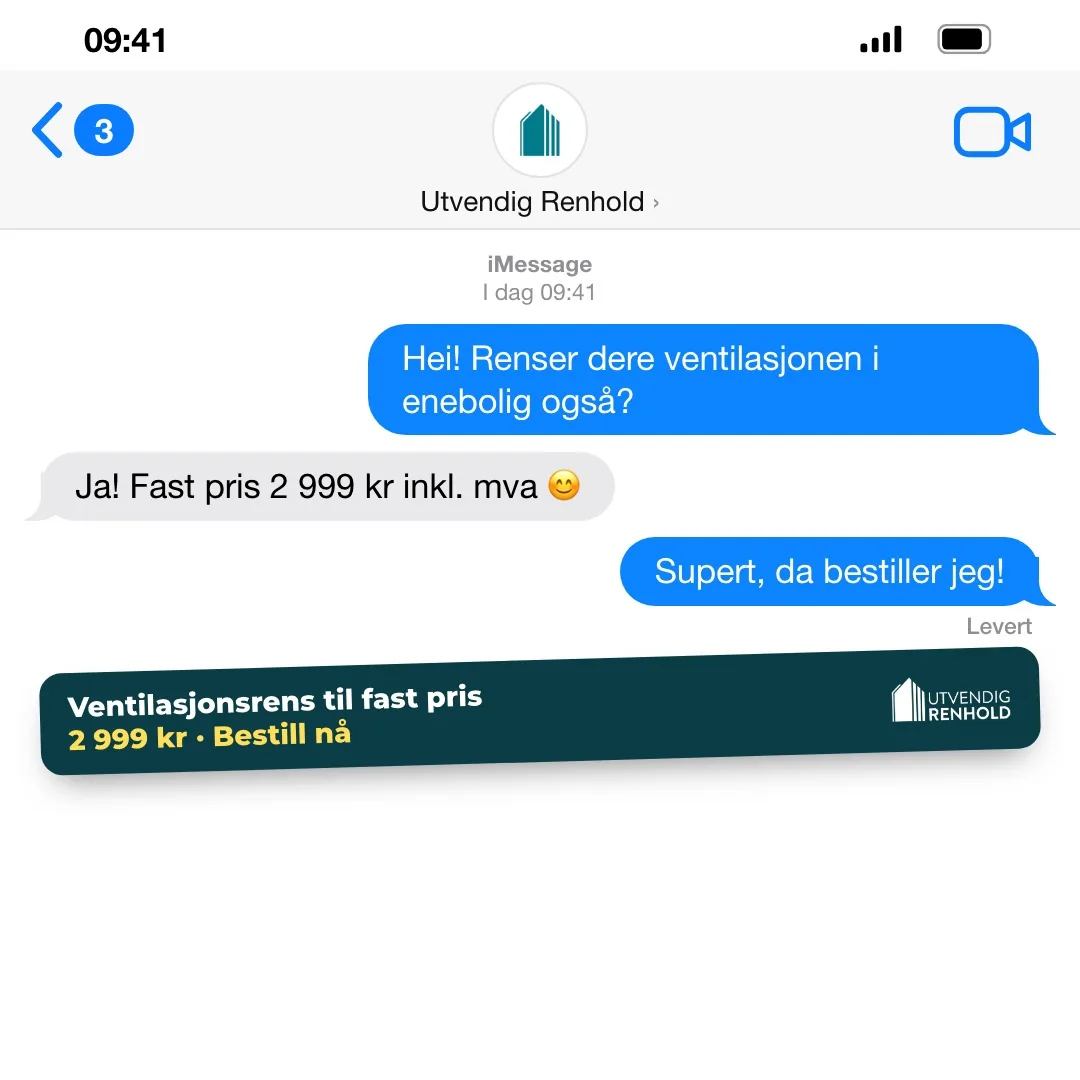 09:41
3
Utvendig Renhold ›
iMessage
I dag 09:41
Hei! Renser dere ventilasjonen i
enebolig også?
Ja! Fast pris 2 999 kr inkl. mva 😊
Supert, da bestiller jeg!
Levert
Ventilasjonsrens til fast pris
2 999 kr · Bestill nå
UTVENDIG
RENHOLD